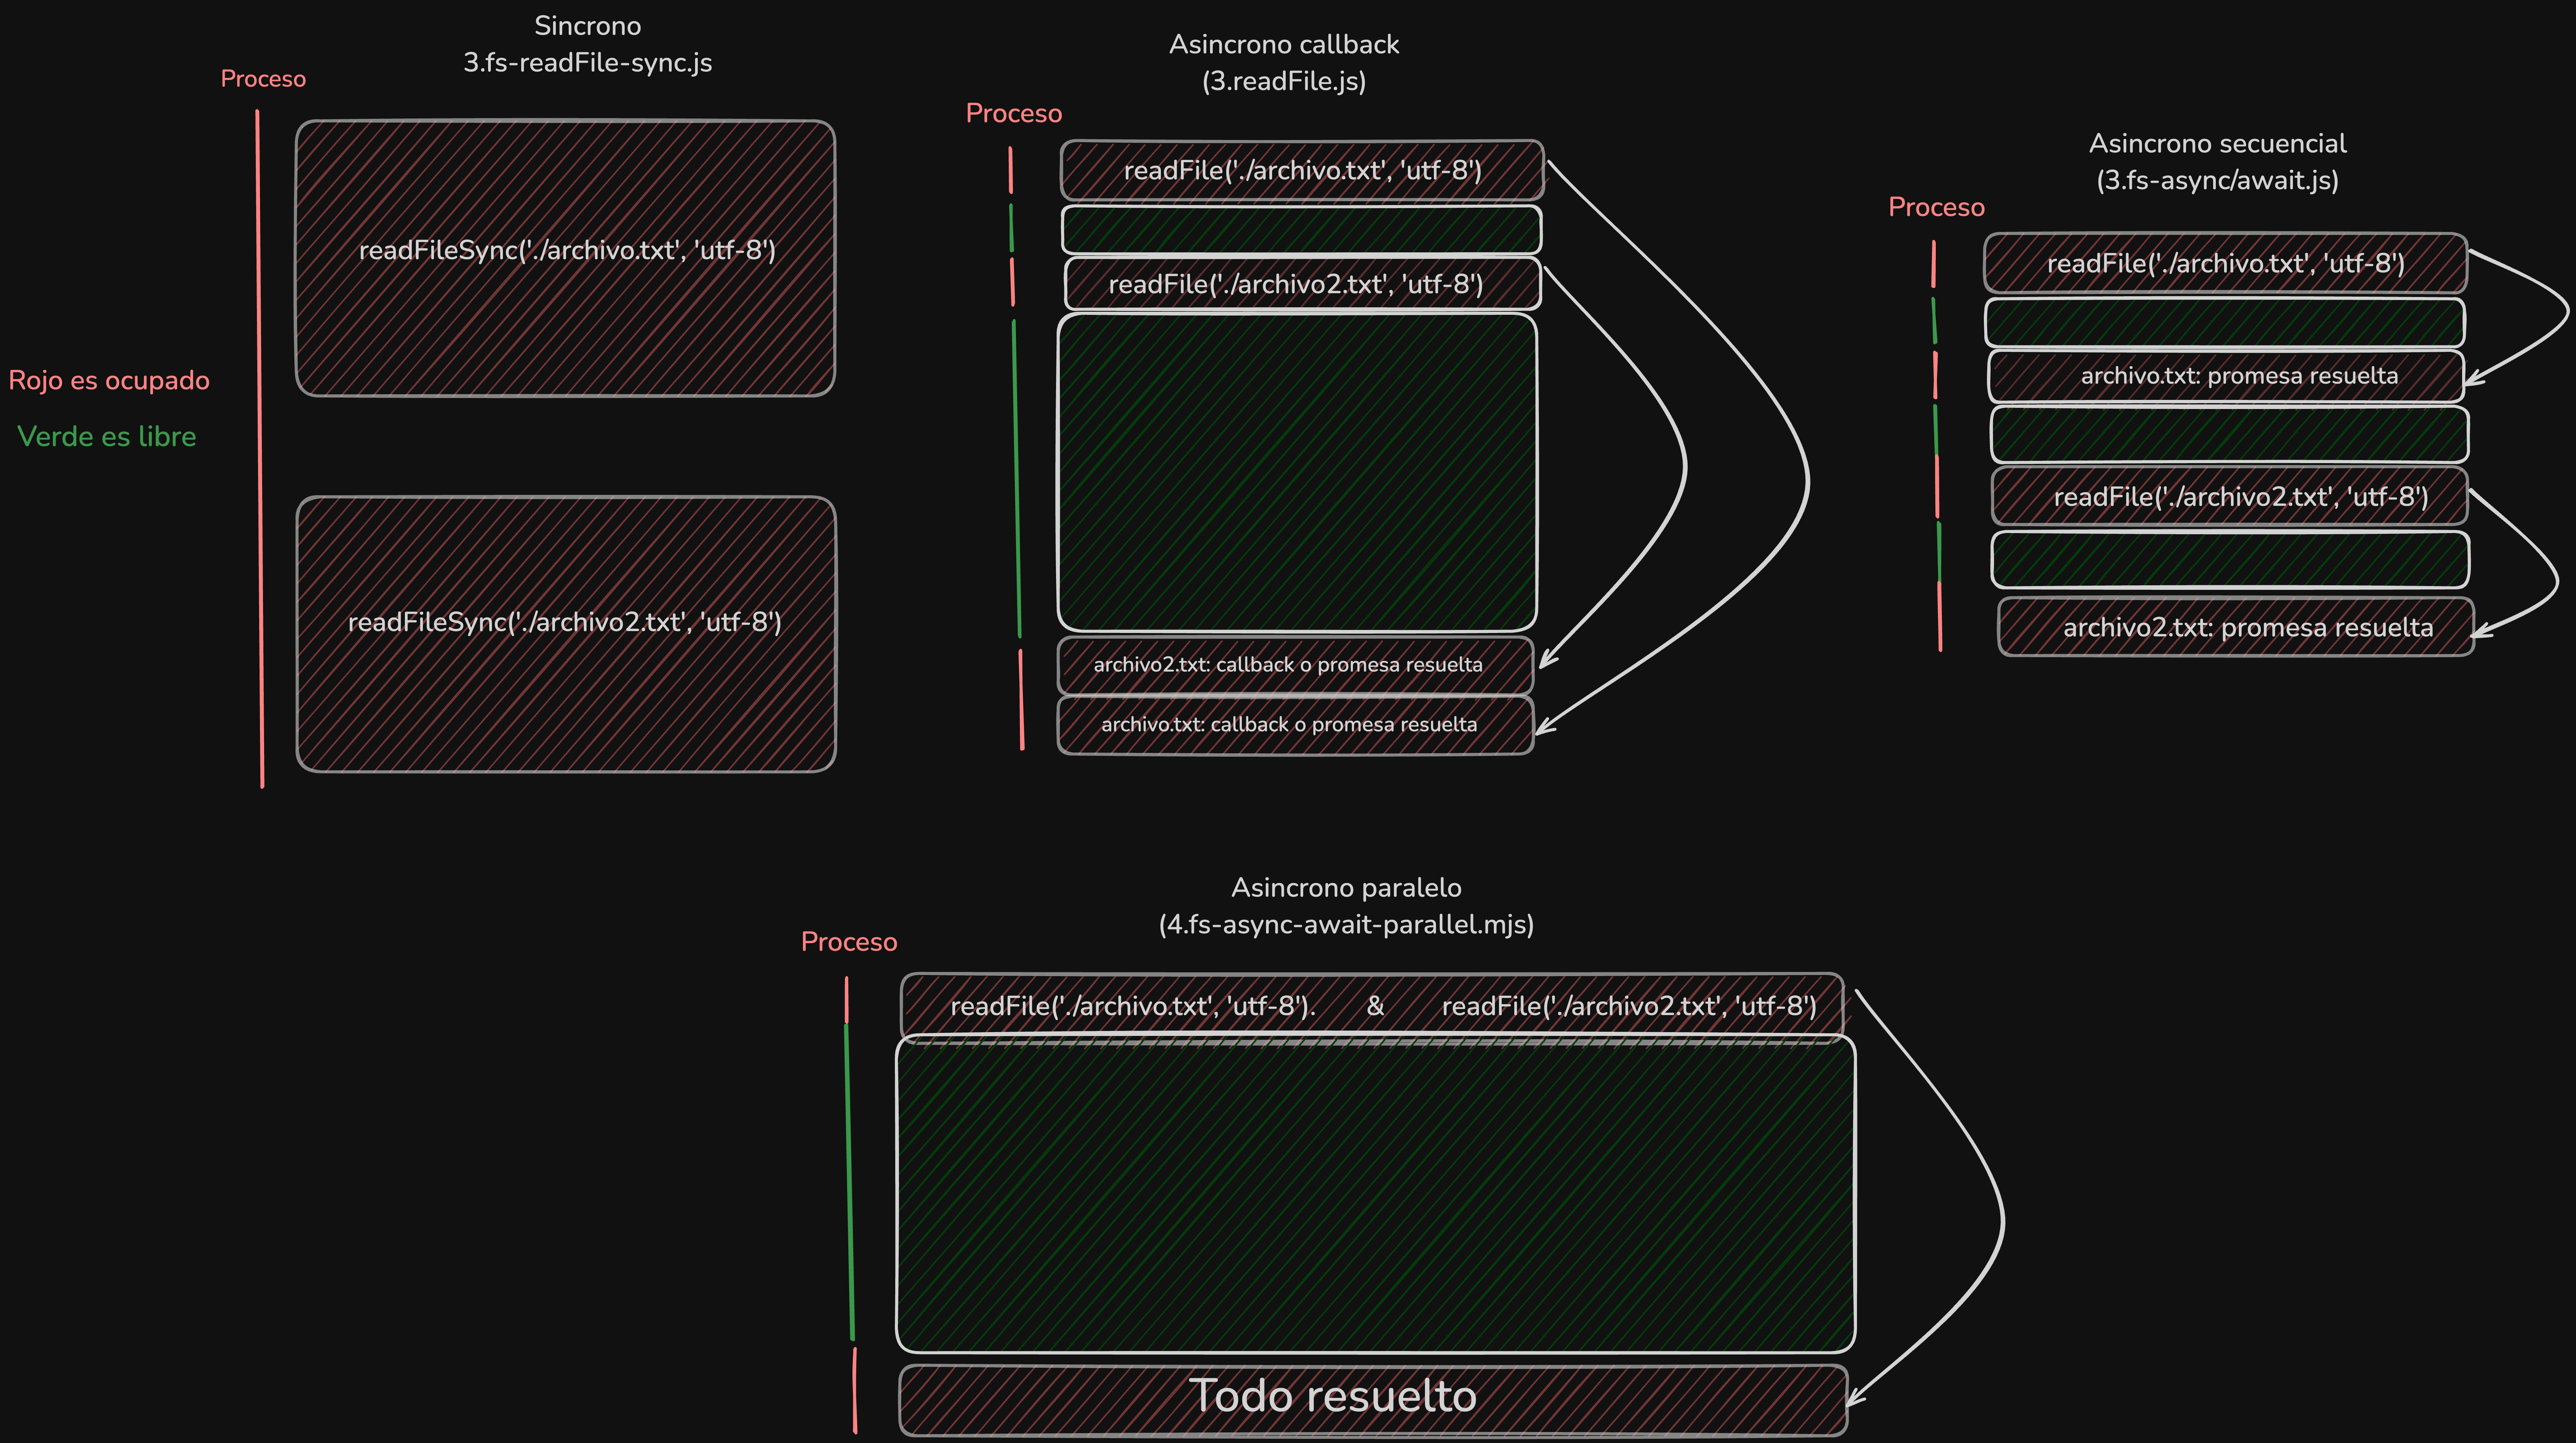 Sincrono
3.fs-readFile-sync.js
Proceso
readFileSync('./archivo.txt', 'utf-8')
Rojo es ocupado
Verde es libre
readFileSync('./archivo2.txt', 'utf-8')
Asincrono callback
(3.readFile.js)
Proceso
readFile('./archivo.txt', 'utf-8')
readFile('./archivo2.txt', 'utf-8')
archivo2.txt: callback o promesa resuelta
archivo.txt: callback o promesa resuelta
Asincrono secuencial
(3.fs-async/await.js)
Proceso
readFile('./archivo.txt', 'utf-8')
archivo.txt: promesa resuelta
readFile('./archivo2.txt', 'utf-8')
archivo2.txt: promesa resuelta
Asincrono paralelo
(4.fs-async-await-parallel.mjs)
Proceso
readFile('./archivo.txt', 'utf-8'). & readFile('./archivo2.txt', 'utf-8')
Todo resuelto